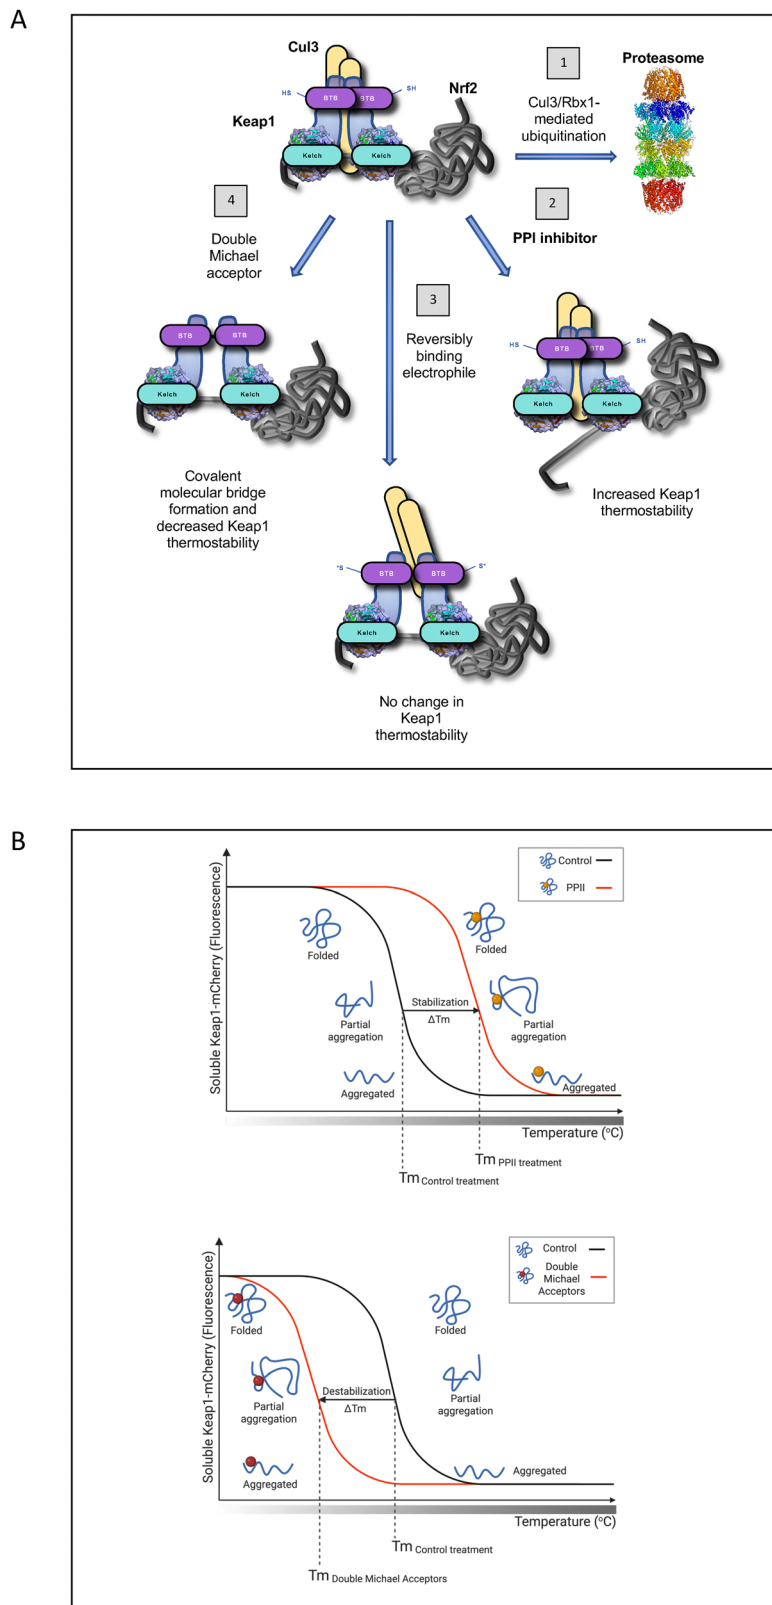 A
Cul3
HS
SH
BTB
BTB
Keap1
Kelch
Kelch
Nrf2
1
Cul3/Rbx1-
mediated
ubiquitination
Proteasome
4
Double
Michael
acceptor
2
PPI inhibitor
3
Reversibly
binding
electrophile
BTB
BTB
Kelch
Kelch
Covalent
molecular bridge
formation and
decreased Keap1
thermostability
HS
SH
BTB
BTB
Kelch
Kelch
Increased Keap1
thermostability
*S
S*
BTB
BTB
Kelch
Kelch
No change in
Keap1
thermostability
B
Soluble Keap1-mCherry (Fluorescence)
Control
PPII
Folded
Folded
Stabilization
ΔTm
Partial
aggregation
Partial
aggregation
Aggregated
Aggregated
Temperature (°C)
Tm PPII treatment
Tm Control treatment
Soluble Keap1-mCherry (Fluorescence)
Control
Double
Michael
Acceptors
Folded
Folded
Destabilization
ΔTm
Partial
aggregation
Partial
aggregation
Aggregated
Aggregated
Temperature (°C)
Tm Control treatment
Tm Double Michael Acceptors